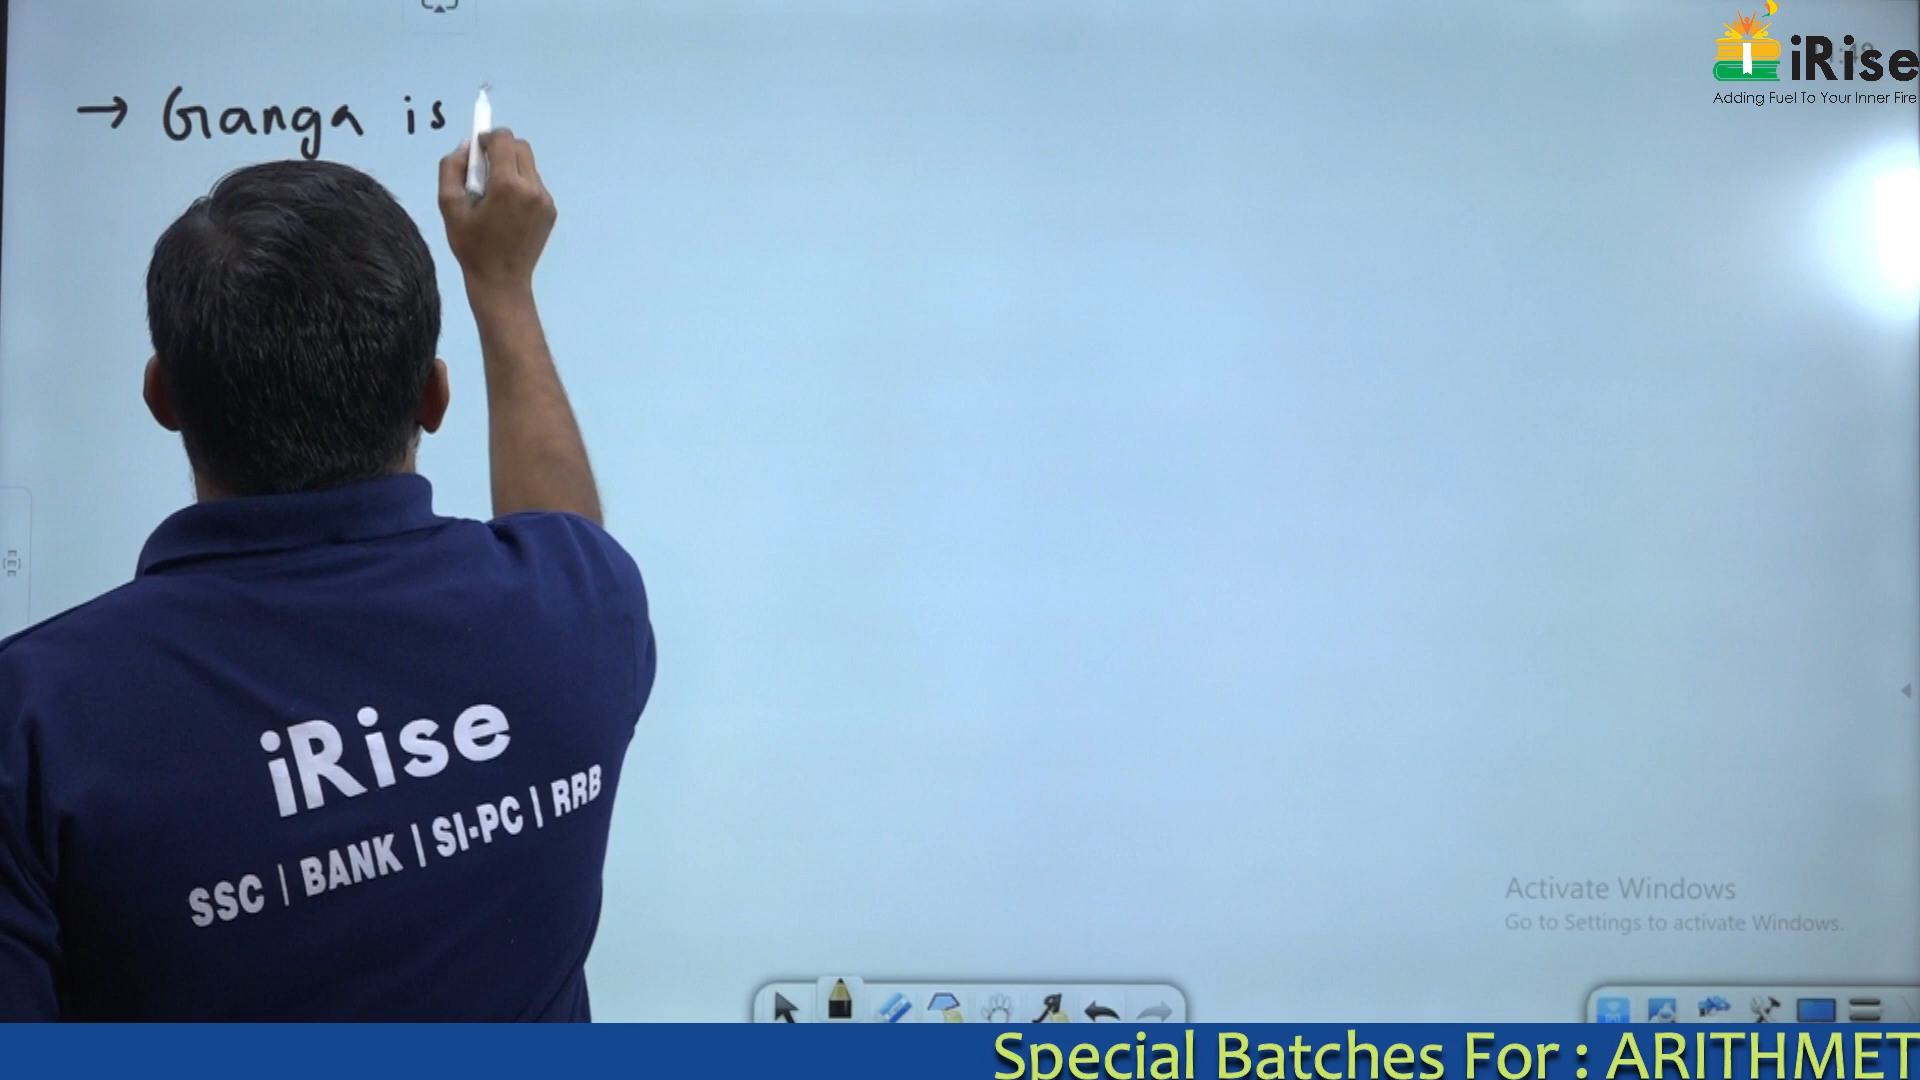 iRise
Adding Fuel To Your Inner Fire
→ Ganga is
iRise
SSC | BANK | SI-PC | RRB
Activate Windows
Go to Settings to activate Windows.
Special Batches For : ARITHMET